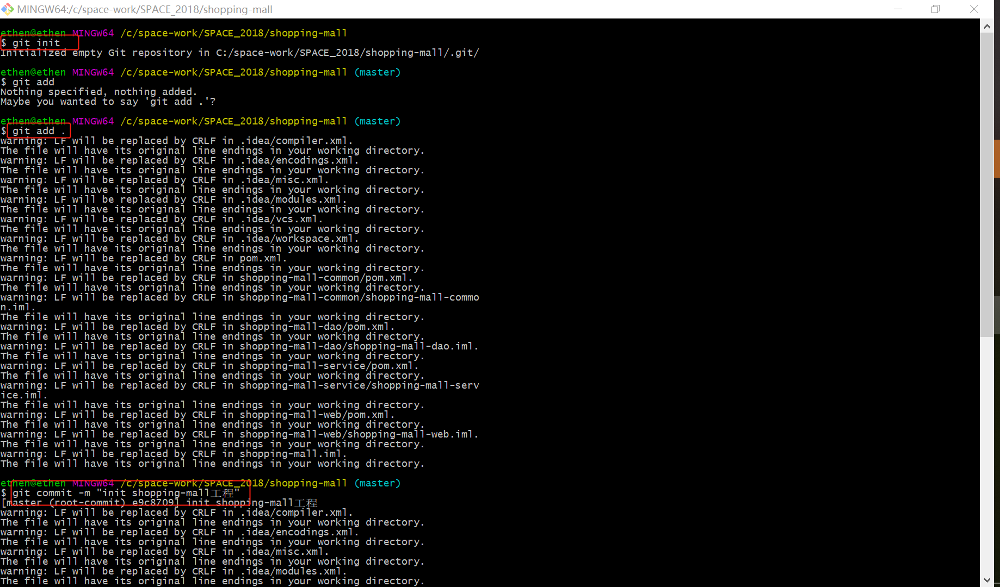 MINGW64:/c/space-work/SPACE_2018/shopping-mall
ethen@ethen MINGW64 /c/space-work/SPACE_2018/shopping-mall
$ git init
Initialized empty Git repository in C:/space-work/SPACE_2018/shopping-mall/.git/
ethen@ethen MINGW64 /c/space-work/SPACE_2018/shopping-mall (master)
$ git add
Nothing specified, nothing added.
Maybe you wanted to say 'git add .'?
ethen@ethen MINGW64 /c/space-work/SPACE_2018/shopping-mall (master)
$ git add .
warning: LF will be replaced by CRLF in .idea/compiler.xml.
The file will have its original line endings in your working directory.
warning: LF will be replaced by CRLF in .idea/encodings.xml.
The file will have its original line endings in your working directory.
warning: LF will be replaced by CRLF in .idea/misc.xml.
The file will have its original line endings in your working directory.
warning: LF will be replaced by CRLF in .idea/modules.xml.
The file will have its original line endings in your working directory.
warning: LF will be replaced by CRLF in .idea/vcs.xml.
The file will have its original line endings in your working directory.
warning: LF will be replaced by CRLF in .idea/workspace.xml.
The file will have its original line endings in your working directory.
warning: LF will be replaced by CRLF in pom.xml.
The file will have its original line endings in your working directory.
warning: LF will be replaced by CRLF in shopping-mall-common/pom.xml.
The file will have its original line endings in your working directory.
warning: LF will be replaced by CRLF in shopping-mall-common/shopping-mall-commo
n.iml.
The file will have its original line endings in your working directory.
warning: LF will be replaced by CRLF in shopping-mall-dao/pom.xml.
The file will have its original line endings in your working directory.
warning: LF will be replaced by CRLF in shopping-mall-dao/shopping-mall-dao.iml.
The file will have its original line endings in your working directory.
warning: LF will be replaced by CRLF in shopping-mall-service/pom.xml.
The file will have its original line endings in your working directory.
warning: LF will be replaced by CRLF in shopping-mall-service/shopping-mall-serv
ice.iml.
The file will have its original line endings in your working directory.
warning: LF will be replaced by CRLF in shopping-mall-web/pom.xml.
The file will have its original line endings in your working directory.
warning: LF will be replaced by CRLF in shopping-mall-web/shopping-mall-web.iml.
The file will have its original line endings in your working directory.
warning: LF will be replaced by CRLF in shopping-mall.iml.
The file will have its original line endings in your working directory.
ethen@ethen MINGW64 /c/space-work/SPACE_2018/shopping-mall (master)
$ git commit -m "init shopping-mall工程"
[master (root-commit) e9c8709] init shopping-mall工程
warning: LF will be replaced by CRLF in .idea/compiler.xml.
The file will have its original line endings in your working directory.
warning: LF will be replaced by CRLF in .idea/encodings.xml.
The file will have its original line endings in your working directory.
warning: LF will be replaced by CRLF in .idea/misc.xml.
The file will have its original line endings in your working directory.
warning: LF will be replaced by CRLF in .idea/modules.xml.
The file will have its original line endings in your working directory.